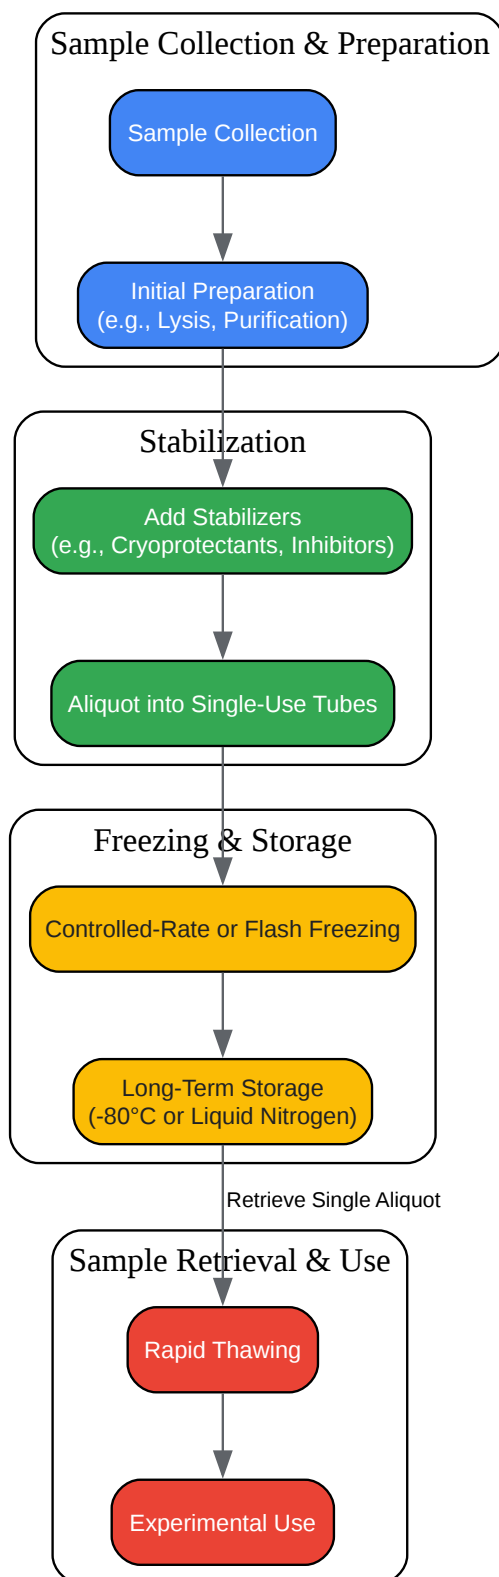 Sample Collection & Preparation
Sample Collection
Initial Preparation
(e.g., Lysis, Purification)
Stabilization
Add Stabilizers
(e.g., Cryoprotectants, Inhibitors)
Aliquot into Single-Use Tubes
Freezing & Storage
Controlled-Rate or Flash Freezing
Long-Term Storage
(-80°C or Liquid Nitrogen)
Retrieve Single Aliquot
Sample Retrieval & Use
Rapid Thawing
Experimental Use